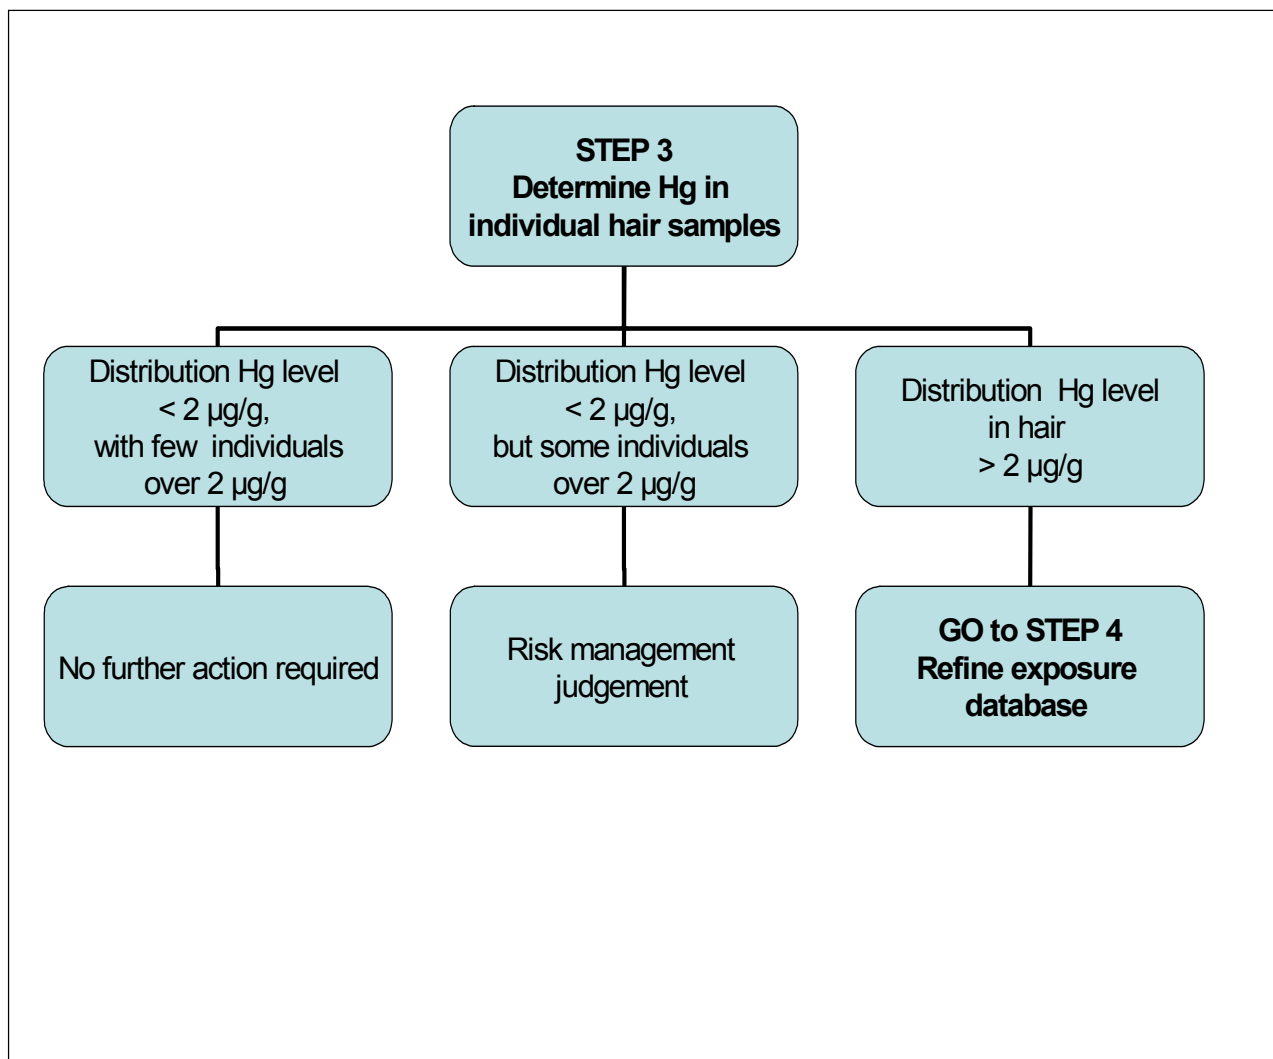 STEP 3
Determine Hg in
individual hair samples
Distribution Hg level
< 2 µg/g,
with few individuals
over 2 µg/g
Distribution Hg level
< 2 µg/g,
but some individuals
over 2 µg/g
Distribution Hg level
in hair
> 2 µg/g
No further action required
Risk management
judgement
GO to STEP 4
Refine exposure
database